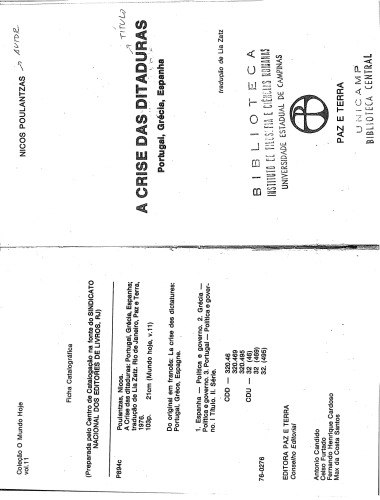 NICOS POULANTZAS → AUTOR
→ TÍTULO
A CRISE DAS DITADURAS
Portugal, Grécia, Espanha
tradução de Lia Zatz
BIBLIOTECA
INSTITUTO DE FILOSOFIA E CIÊNCIAS HUMANAS
UNIVERSIDADE ESTADUAL DE CAMPINAS
PAZ E TERRA
UNICAMP
BIBLIOTECA CENTRAL
Coleção O Mundo Hoje
vol.11
Ficha Catalográfica
(Preparada pelo Centro de Catalogação na fonte do SINDICATO
NACIONAL DOS EDITORES DE LIVROS, RJ)
Poulantzas, Nicos.
P894c A Crise das ditaduras: Portugal, Grécia, Espanha;
tradução de Lia Zatz. Rio de Janeiro, Paz e Terra,
1976.
103p. 21cm (Mundo hoje, v.11)
Do original em francês: La crise des dictatures:
Portugal, Grèce, Espagne.
1. Espanha — Política e governo. 2. Grécia —
Política e governo. 3. Portugal — Política e gover-
no. I Título. II. Série.
CDD — 320.46
320.469
320.495
CDU — 32 (46)
32 (469)
76-0276 32. (495)
EDITORA PAZ E TERRA
Conselho Editorial
Antonio Candido
Celso Furtado
Fernando Henrique Cardoso
Max da Costa Santos